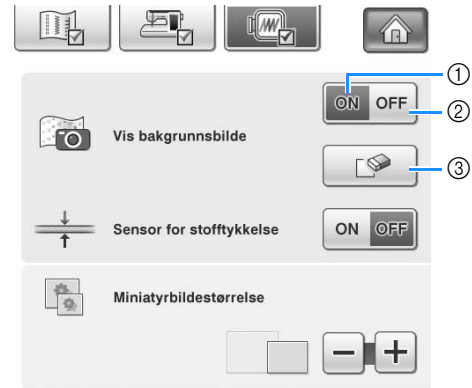 ①
ON OFF
②
Vis bakgrunnsbilde
③
Sensor for stofftykkelse ON OFF
Miniatyrbildestørrelse
− +